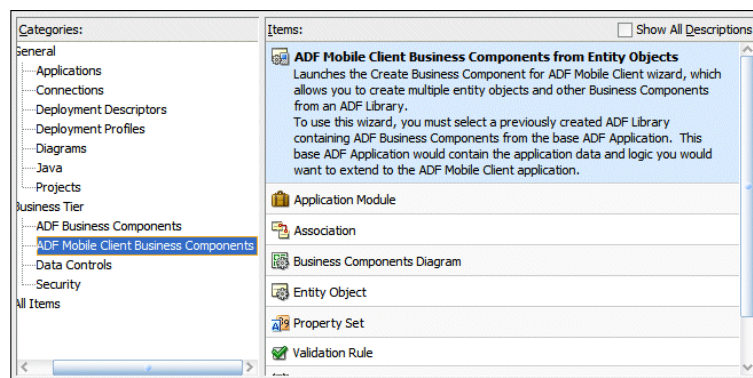 Categories:
General
Applications
Connections
Deployment Descriptors
Deployment Profiles
Diagrams
Java
Projects
Business Tier
ADF Business Components
ADF Mobile Client Business Components
Data Controls
Security
All Items
Items:
Show All Descriptions
ADF Mobile Client Business Components from Entity Objects
Launches the Create Business Component for ADF Mobile Client wizard, which
allows you to create multiple entity objects and other Business Components
from an ADF Library.
To use this wizard, you must select a previously created ADF Library
containing ADF Business Components from the base ADF Application. This
base ADF Application would contain the application data and logic you would
want to extend to the ADF Mobile Client application.
Application Module
Association
Business Components Diagram
Entity Object
Property Set
Validation Rule